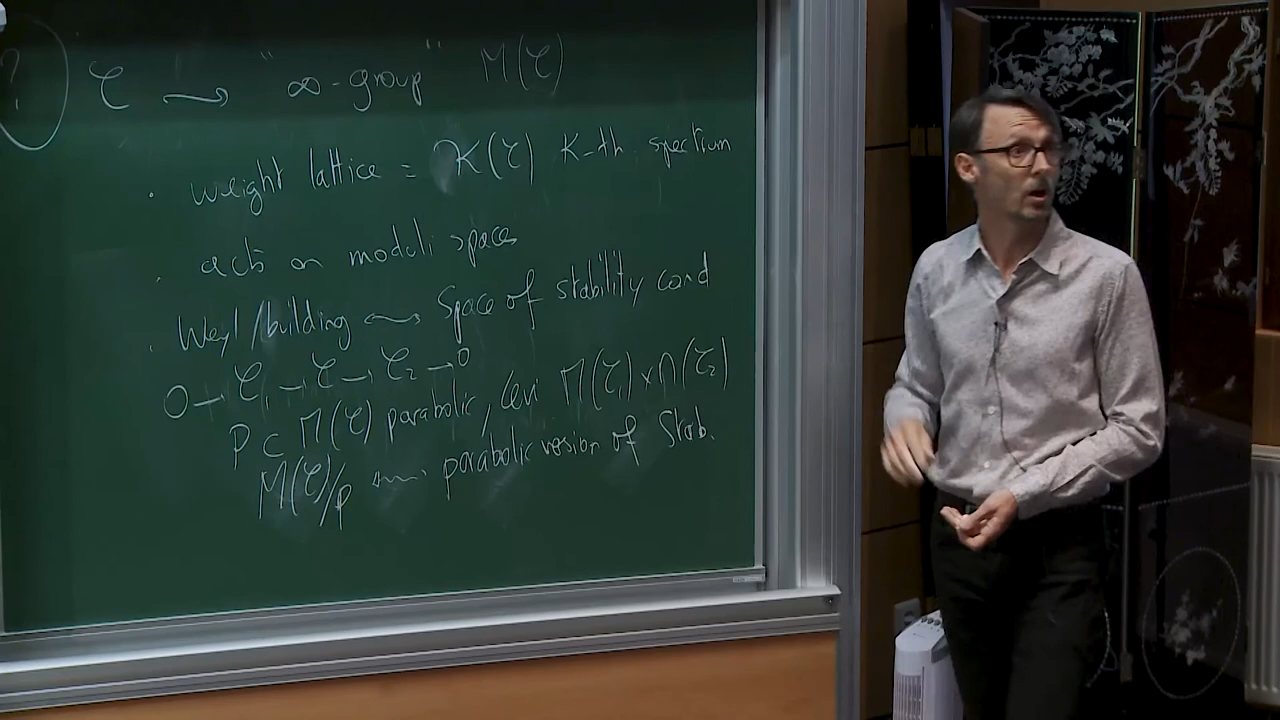 ?
𝒞 ⇝ "∞-group" M(𝒞)
· weight lattice = K(𝒞) K-th. spectrum
· acts on moduli spaces
· Weyl/building ⇝ Space of stability cond
0 → 𝒞₁ → 𝒞 → 𝒞₂ → 0
P ⊂ M(𝒞) parabolic, Levi M(𝒞₁) × M(𝒞₂)
M(𝒞)/P parabolic version of Stab.